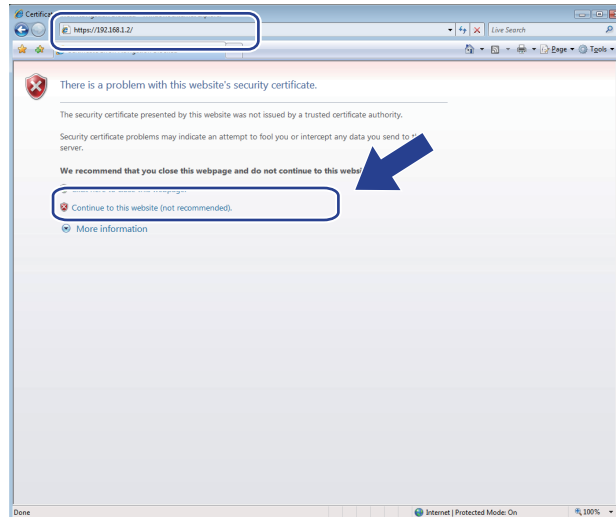 Certificat
https://192.168.1.2/
Live Search
Page
Tools
There is a problem with this website's security certificate.
The security certificate presented by this website was not issued by a trusted certificate authority.
Security certificate problems may indicate an attempt to fool you or intercept any data you send to th
server.
We recommend that you close this webpage and do not continue to this webs
Continue to this website (not recommended).
More information
Done
Internet | Protected Mode: On
100%